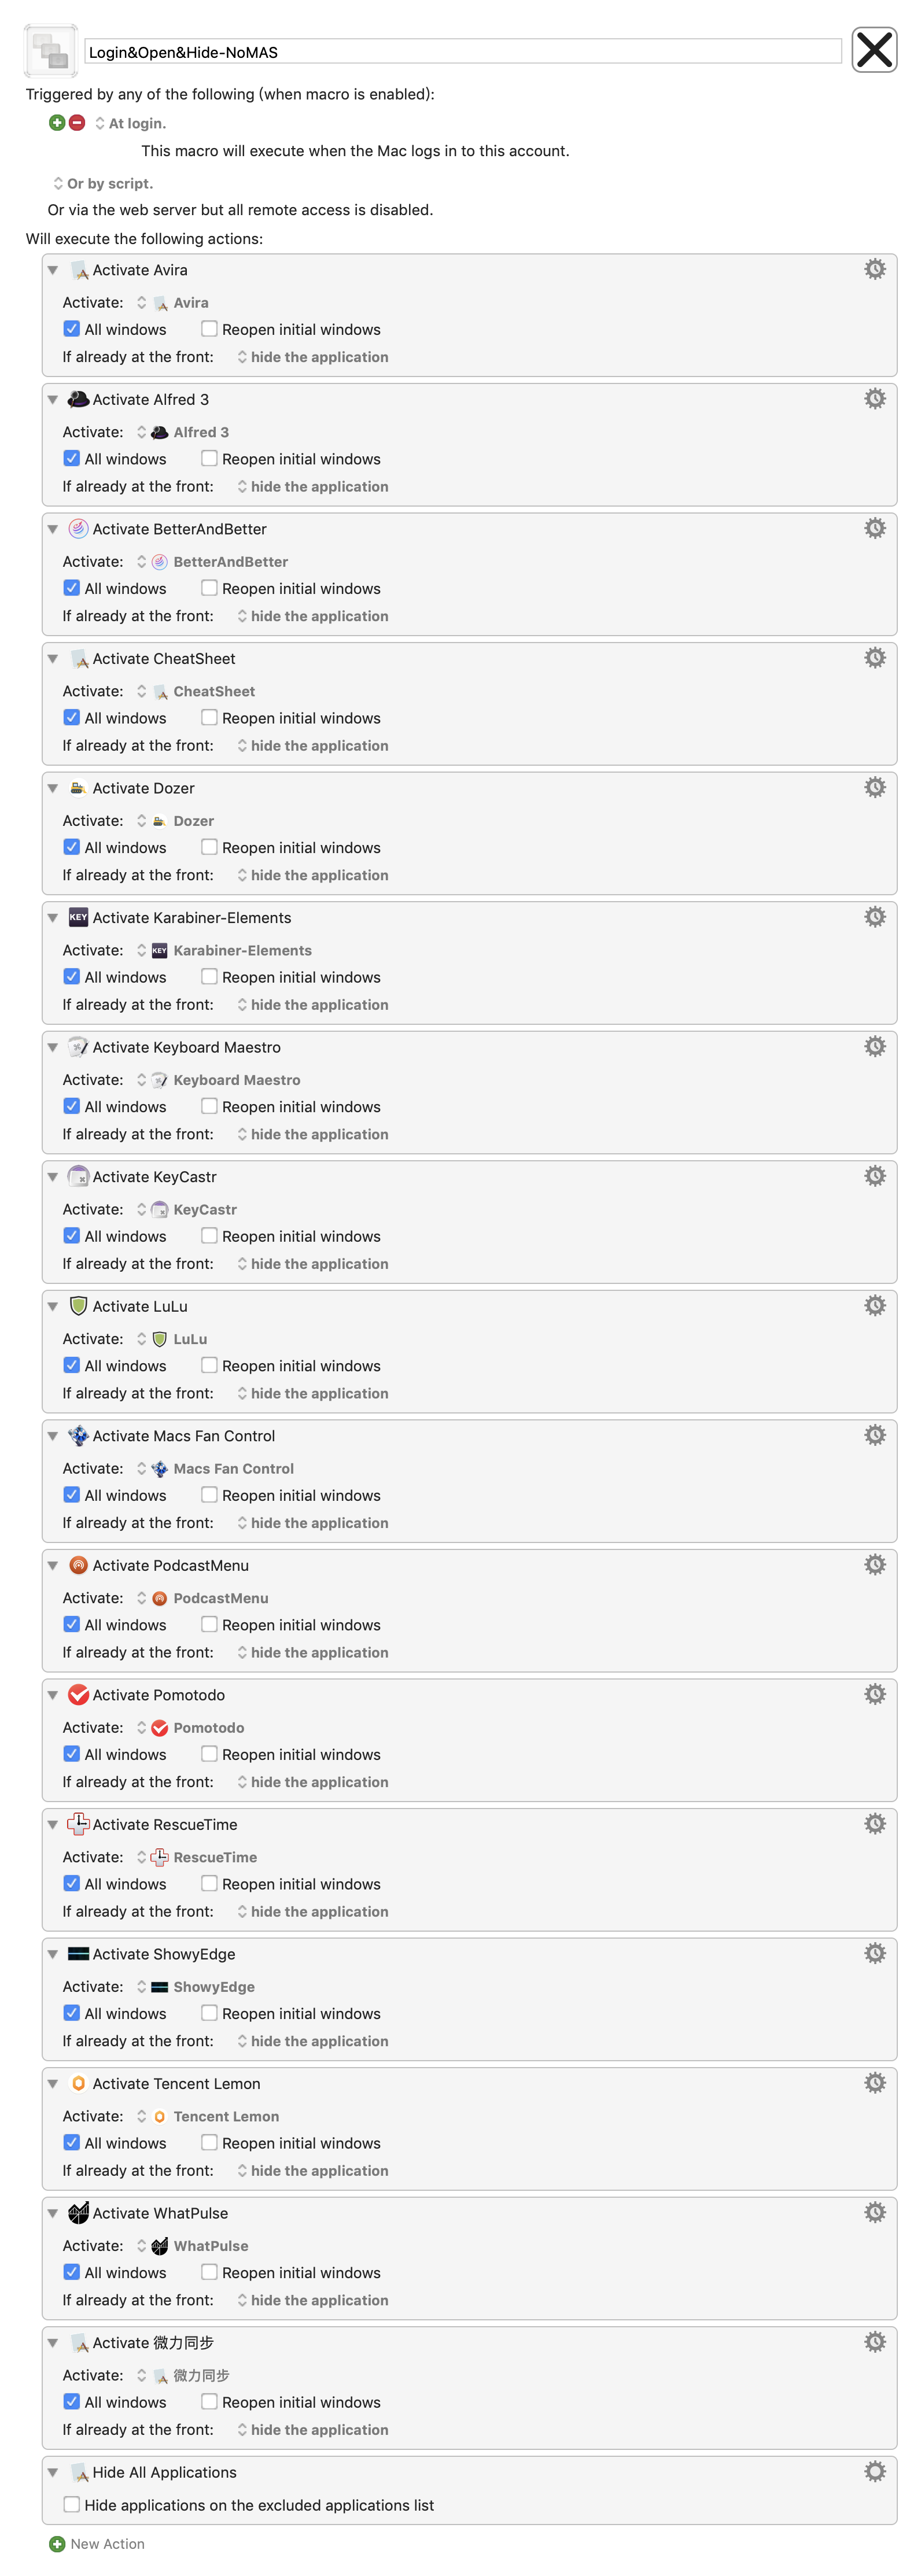 Login&Open&Hide-NoMAS
Triggered by any of the following (when macro is enabled):
At login.
This macro will execute when the Mac logs in to this account.
Or by script.
Or via the web server but all remote access is disabled.
Will execute the following actions:
Activate Avira
Activate: Avira
All windows Reopen initial windows
If already at the front: hide the application
Activate Alfred 3
Activate: Alfred 3
All windows Reopen initial windows
If already at the front: hide the application
Activate BetterAndBetter
Activate: BetterAndBetter
All windows Reopen initial windows
If already at the front: hide the application
Activate CheatSheet
Activate: CheatSheet
All windows Reopen initial windows
If already at the front: hide the application
Activate Dozer
Activate: Dozer
All windows Reopen initial windows
If already at the front: hide the application
KEY Activate Karabiner-Elements
Activate: KEY Karabiner-Elements
All windows Reopen initial windows
If already at the front: hide the application
Activate Keyboard Maestro
Activate: Keyboard Maestro
All windows Reopen initial windows
If already at the front: hide the application
Activate KeyCastr
Activate: KeyCastr
All windows Reopen initial windows
If already at the front: hide the application
Activate LuLu
Activate: LuLu
All windows Reopen initial windows
If already at the front: hide the application
Activate Macs Fan Control
Activate: Macs Fan Control
All windows Reopen initial windows
If already at the front: hide the application
Activate PodcastMenu
Activate: PodcastMenu
All windows Reopen initial windows
If already at the front: hide the application
Activate Pomotodo
Activate: Pomotodo
All windows Reopen initial windows
If already at the front: hide the application
Activate RescueTime
Activate: RescueTime
All windows Reopen initial windows
If already at the front: hide the application
Activate ShowyEdge
Activate: ShowyEdge
All windows Reopen initial windows
If already at the front: hide the application
Activate Tencent Lemon
Activate: Tencent Lemon
All windows Reopen initial windows
If already at the front: hide the application
Activate WhatPulse
Activate: WhatPulse
All windows Reopen initial windows
If already at the front: hide the application
Activate 微力同步
Activate: 微力同步
All windows Reopen initial windows
If already at the front: hide the application
Hide All Applications
Hide applications on the excluded applications list
New Action